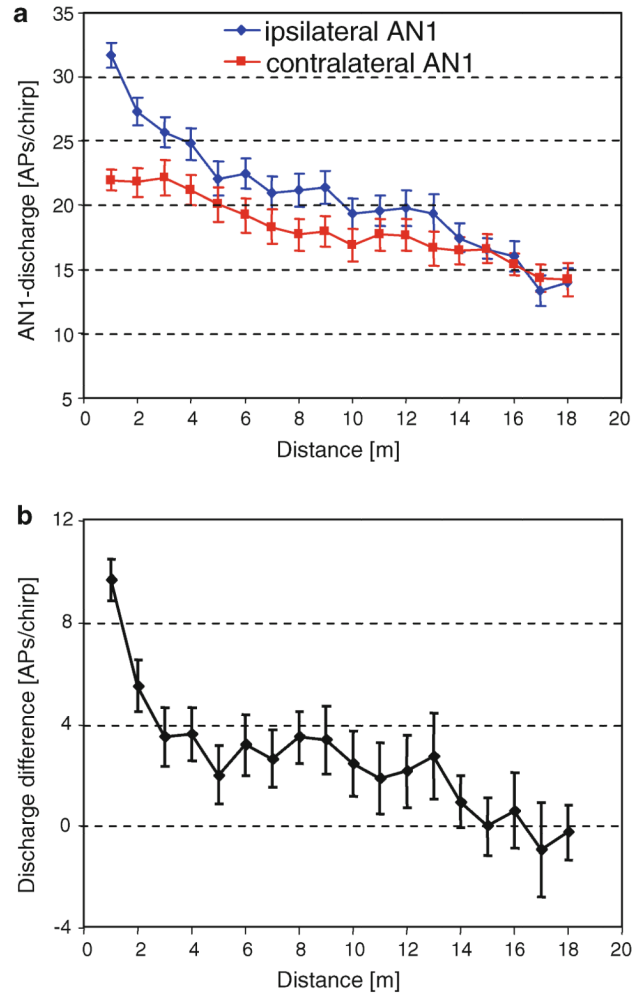 a
35
30
25
20
15
10
5
ipsilateral AN1
contralateral AN1
AN1-discharge [APs/chirp]
0 2 4 6 8 10 12 14 16 18 20
Distance [m]
b
12
8
4
0
-4
Discharge difference [APs/chirp]
0 2 4 6 8 10 12 14 16 18 20
Distance [m]